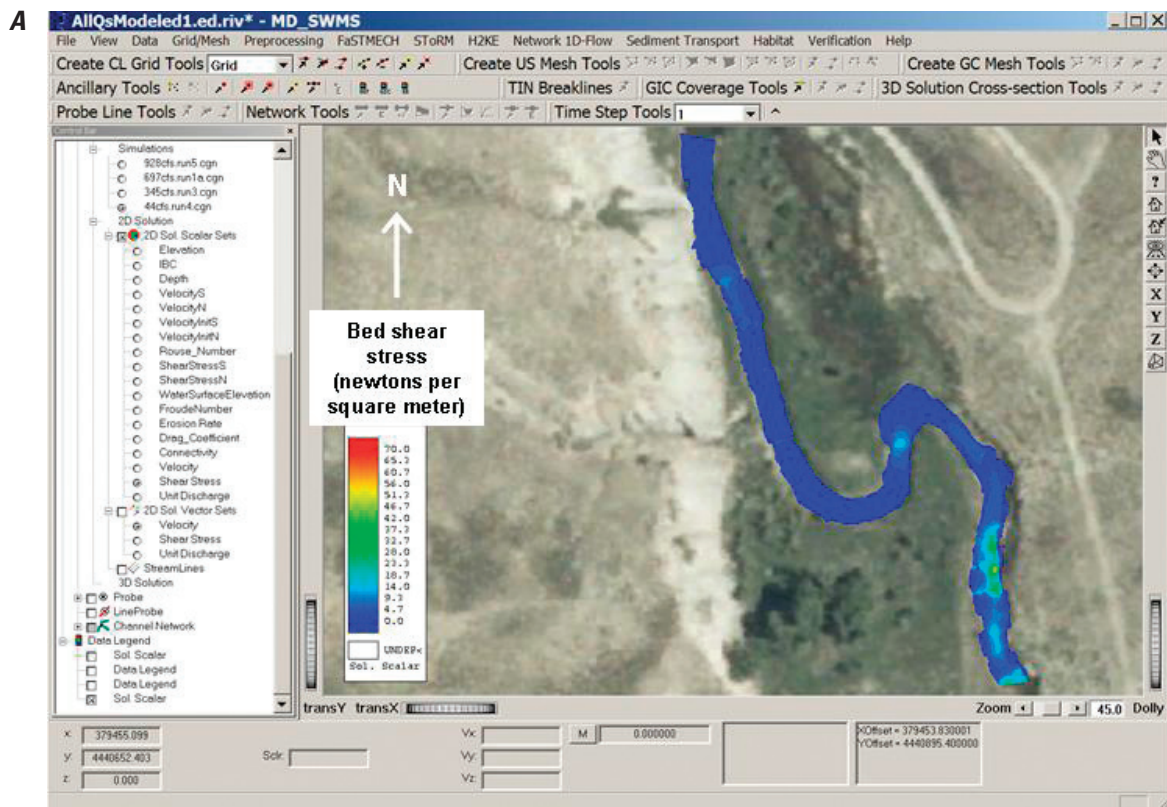 A
AllQsModeled1.ed.riv* - MD_SWMS
File View Data Grid/Mesh Preprocessing FaSTMECH SToRM H2KE Network 1D-Flow Sediment Transport Habitat Verification Help
Create CL Grid Tools Grid Create US Mesh Tools Create GC Mesh Tools
Ancillary Tools TIN Breaklines GIC Coverage Tools 3D Solution Cross-section Tools
Probe Line Tools Network Tools Time Step Tools 1
Control Bar
Simulations
928cfs.run5.cgn
697cfs.run1a.cgn
345cfs.run3.cgn
44cfs.run4.cgn
2D Solution
2D Sol. Scalar Sets
Elevation
IBC
Depth
VelocityS
VelocityN
VelocityInitS
VelocityInitN
Rouse_Number
ShearStressS
ShearStressN
WaterSurfaceElevation
FroudeNumber
Erosion Rate
Drag_Coefficient
Connectivity
Velocity
Shear Stress
Unit Discharge
2D Sol. Vector Sets
Velocity
Shear Stress
Unit Discharge
StreamLines
3D Solution
Probe
LineProbe
Channel Network
Data Legend
Sol. Scalar
Data Legend
Data Legend
Sol. Scalar
N
Bed shear
stress
(newtons per
square meter)
70.0
65.3
60.7
56.0
51.3
46.7
42.0
37.3
32.7
28.0
23.3
18.7
14.0
9.3
4.7
0.0
UNDEF<
Sol. Scalar
?
X
Y
Z
transY transX Zoom 45.0 Dolly
x: 379455.099 Vx: M 0.000000 XOffset = 379453.830001
YOffset = 4440895.400000
y: 4440652.403 Sclr: Vy:
z: 0.000 Vz: